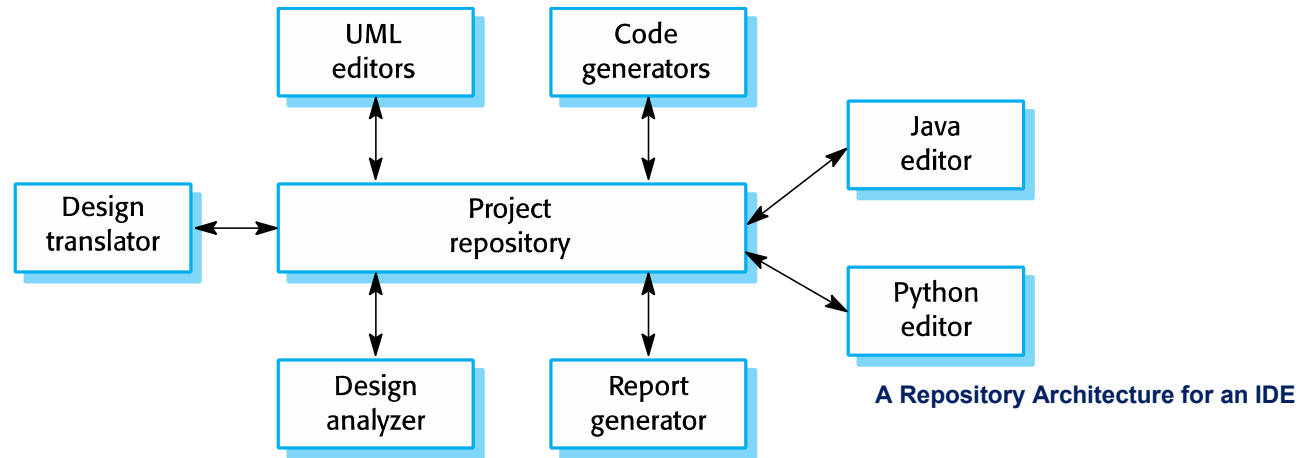 UML
editors
Code
generators
Java
editor
Design
translator
Project
repository
Python
editor
Design
analyzer
Report
generator
A Repository Architecture for an IDE